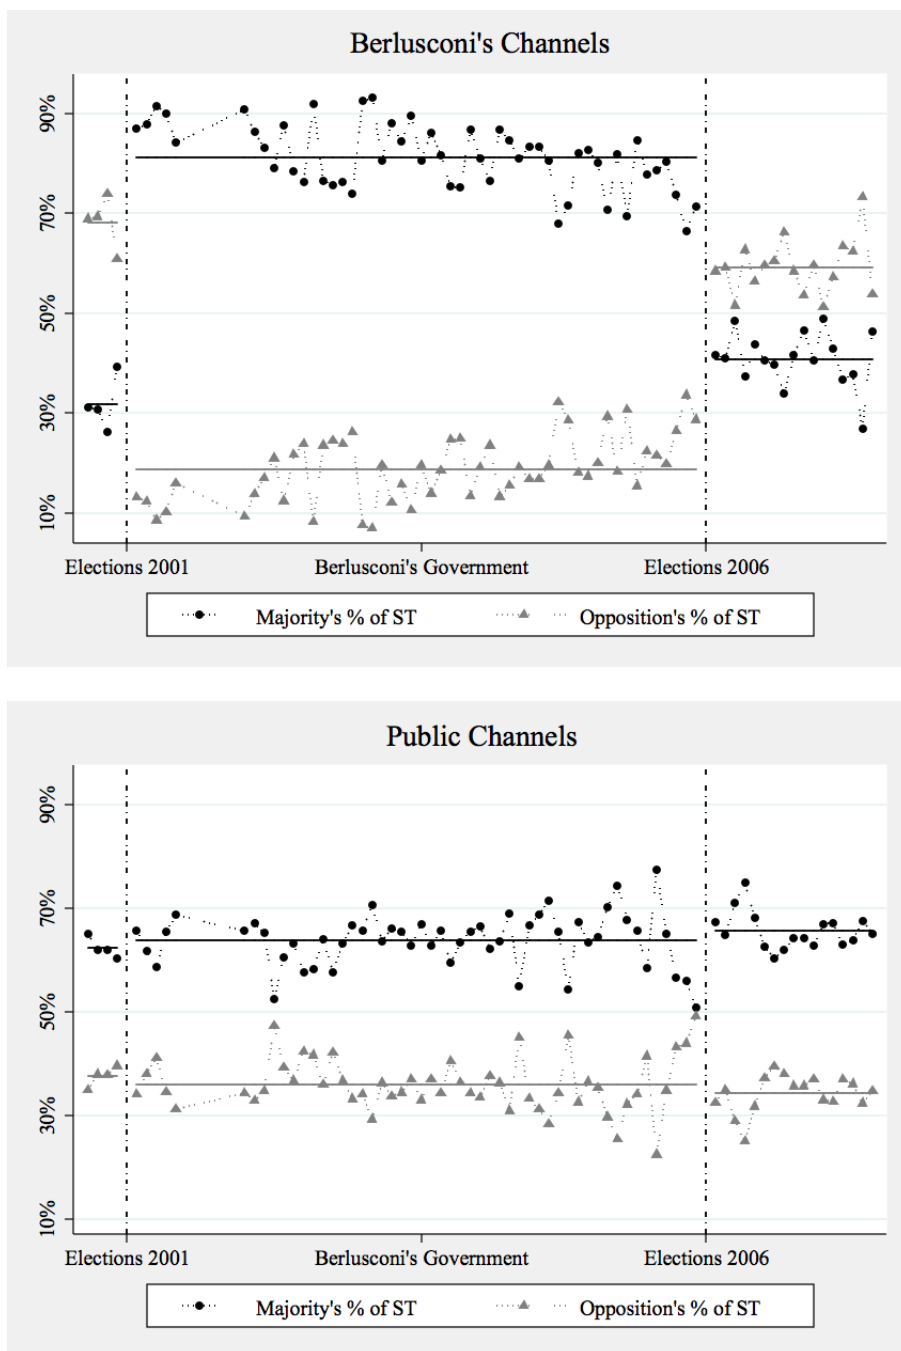 Berlusconi's Channels
90%
70%
50%
30%
10%
Elections 2001 Berlusconi's Government Elections 2006
Majority's % of ST Opposition's % of ST
Public Channels
90%
70%
50%
30%
10%
Elections 2001 Berlusconi's Government Elections 2006
Majority's % of ST Opposition's % of ST